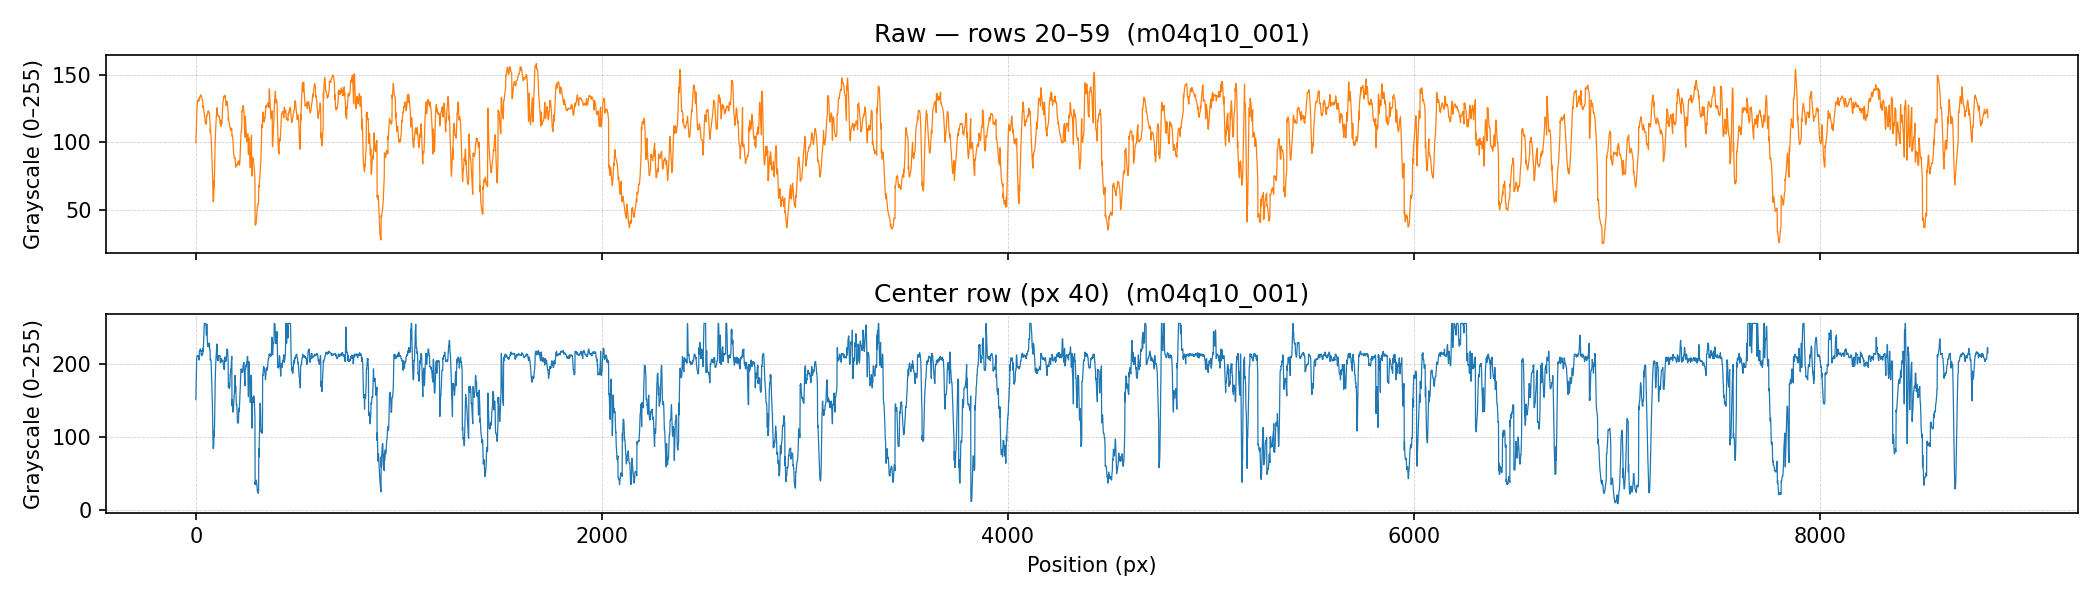 Raw — rows 20–59 (m04q10_001)
Grayscale (0–255)
150
100
50
Center row (px 40) (m04q10_001)
Grayscale (0–255)
200
100
0
0 2000 4000 6000 8000
Position (px)